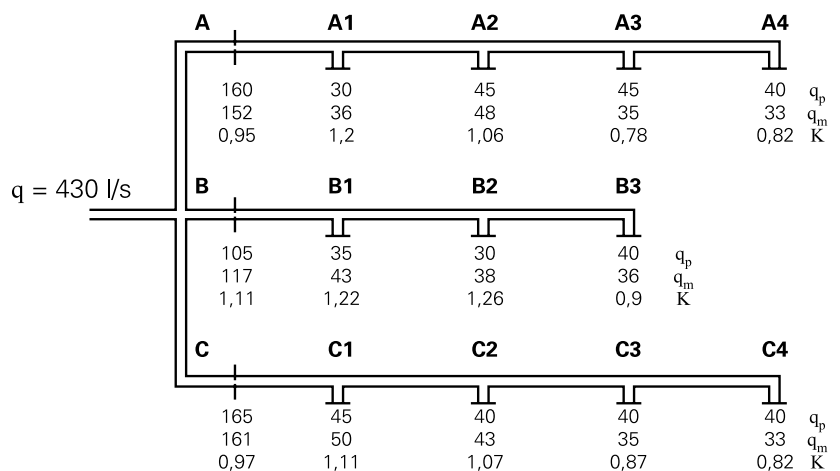 A A1 A2 A3 A4
160 30 45 45 40 qp
152 36 48 35 33 qm
0,95 1,2 1,06 0,78 0,82 K
q = 430 l/s
B B1 B2 B3
105 35 30 40 qp
117 43 38 36 qm
1,11 1,22 1,26 0,9 K
C C1 C2 C3 C4
165 45 40 40 40 qp
161 50 43 35 33 qm
0,97 1,11 1,07 0,87 0,82 K